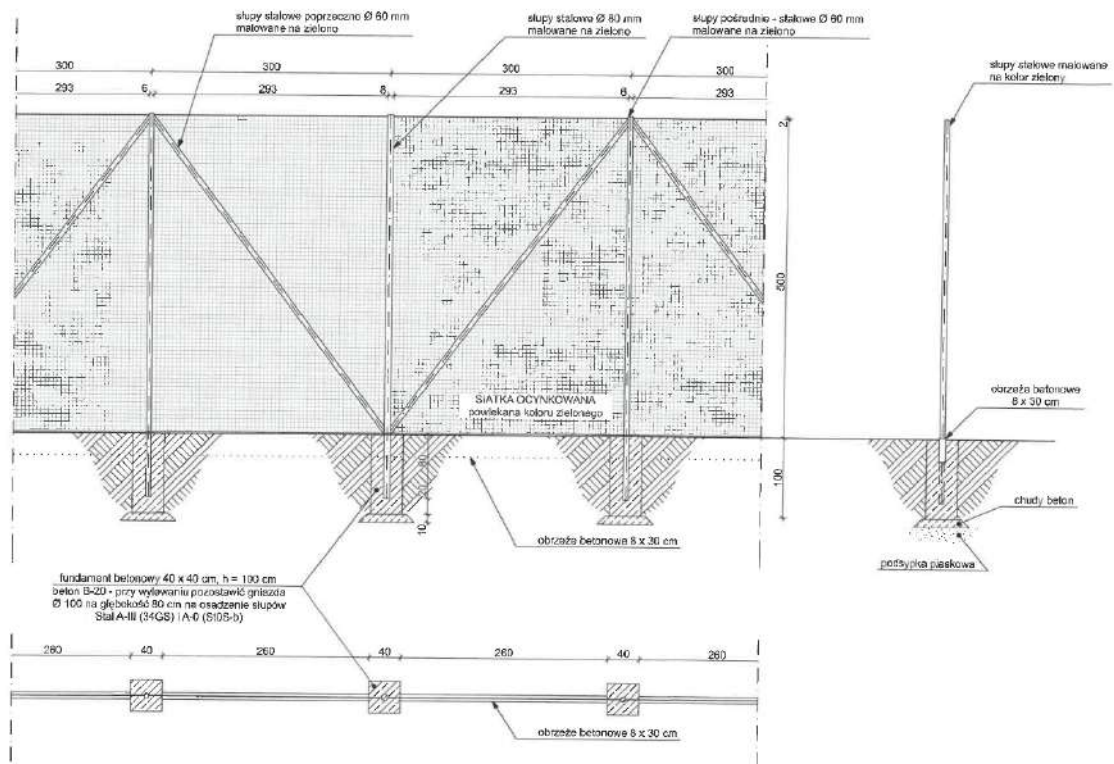 słupy stalowe poprzeczne Ø 60 mm
malowane na zielono
słupy stalowe Ø 80 mm
malowane na zielono
słupy pośrednie - stalowe Ø 60 mm
malowane na zielono
300 300 300 300
293 6 293 8 293 6 293
słupy stalowe malowane
na kolor zielony
2
500
SIATKA OCYNKOWANA
powlekana koloru zielonego
obrzeże betonowe
8 x 30 cm
80
100
10
chudy beton
obrzeże betonowe 8 x 30 cm
podsypka piaskowa
fundament betonowy 40 x 40 cm, h = 100 cm
beton B-20 - przy wylewaniu pozostawić gniazda
Ø 100 na głębokość 80 cm na osadzenie słupów
Stal A-III (34GS) i A-0 (St0S-b)
260 40 260 40 260 40 260
obrzeże betonowe 8 x 30 cm